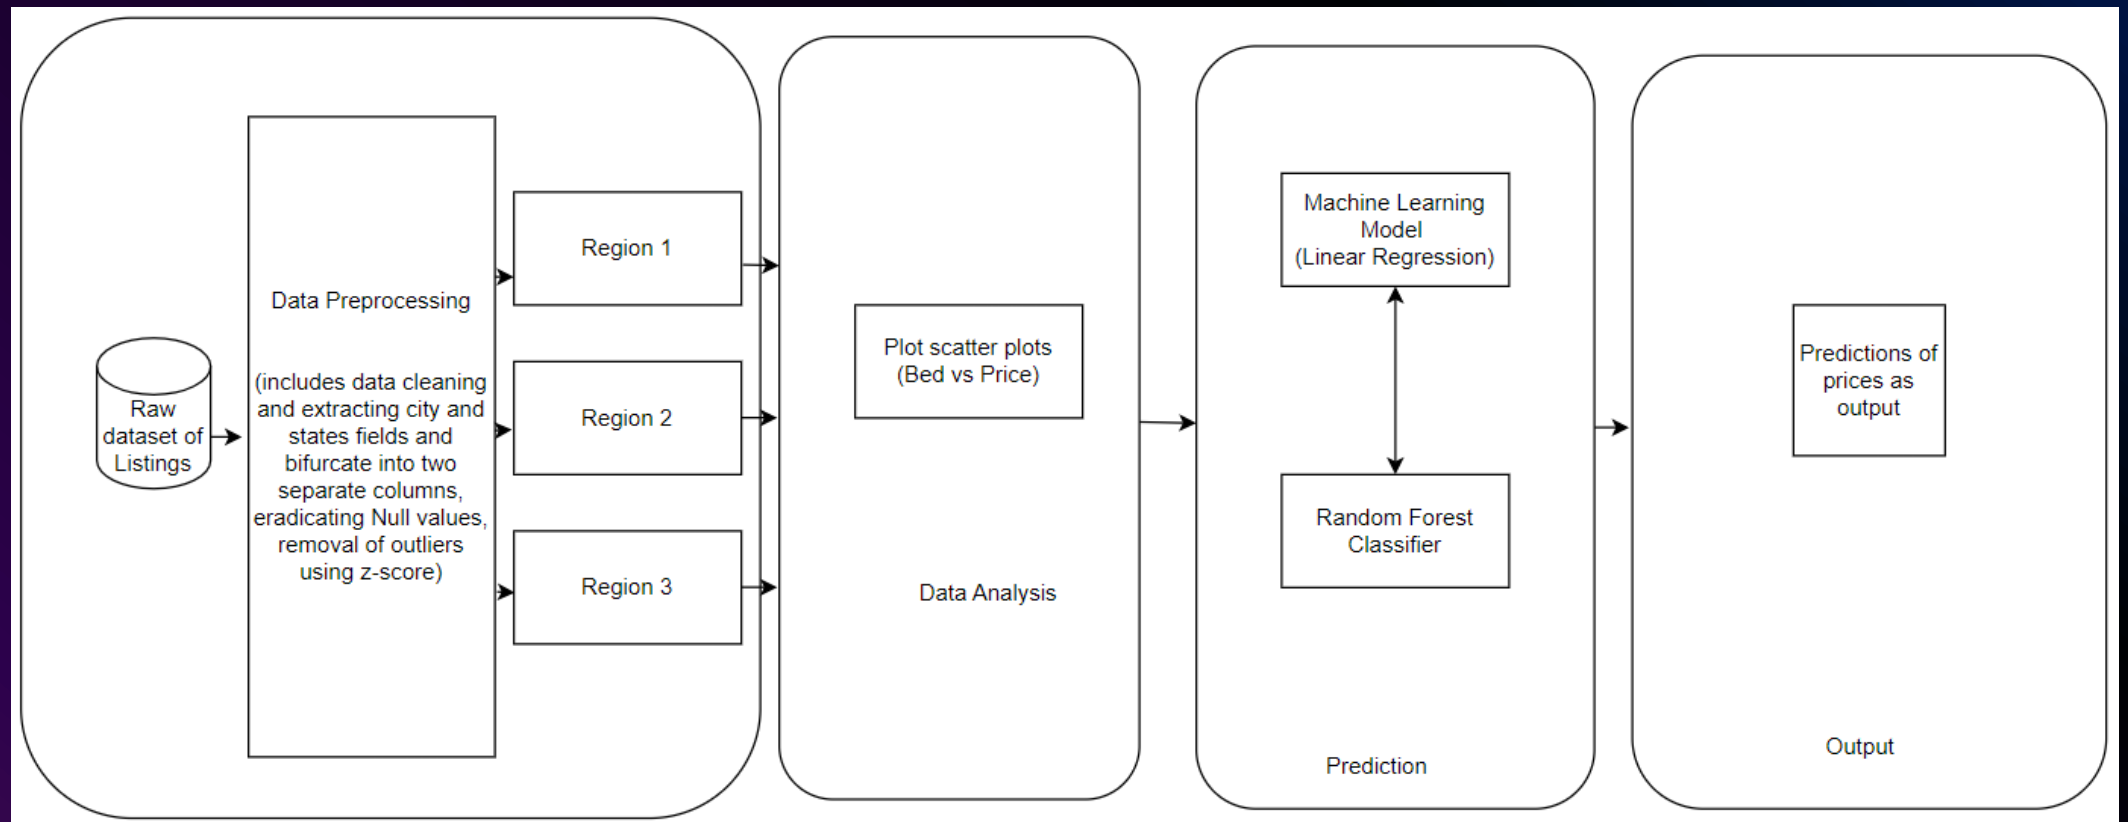 Raw
dataset of
Listings
Data Preprocessing
(includes data cleaning
and extracting city and
states fields and
bifurcate into two
separate columns,
eradicating Null values,
removal of outliers
using z-score)
Region 1
Region 2
Region 3
Plot scatter plots
(Bed vs Price)
Data Analysis
Machine Learning
Model
(Linear Regression)
Random Forest
Classifier
Prediction
Predictions of
prices as
output
Output